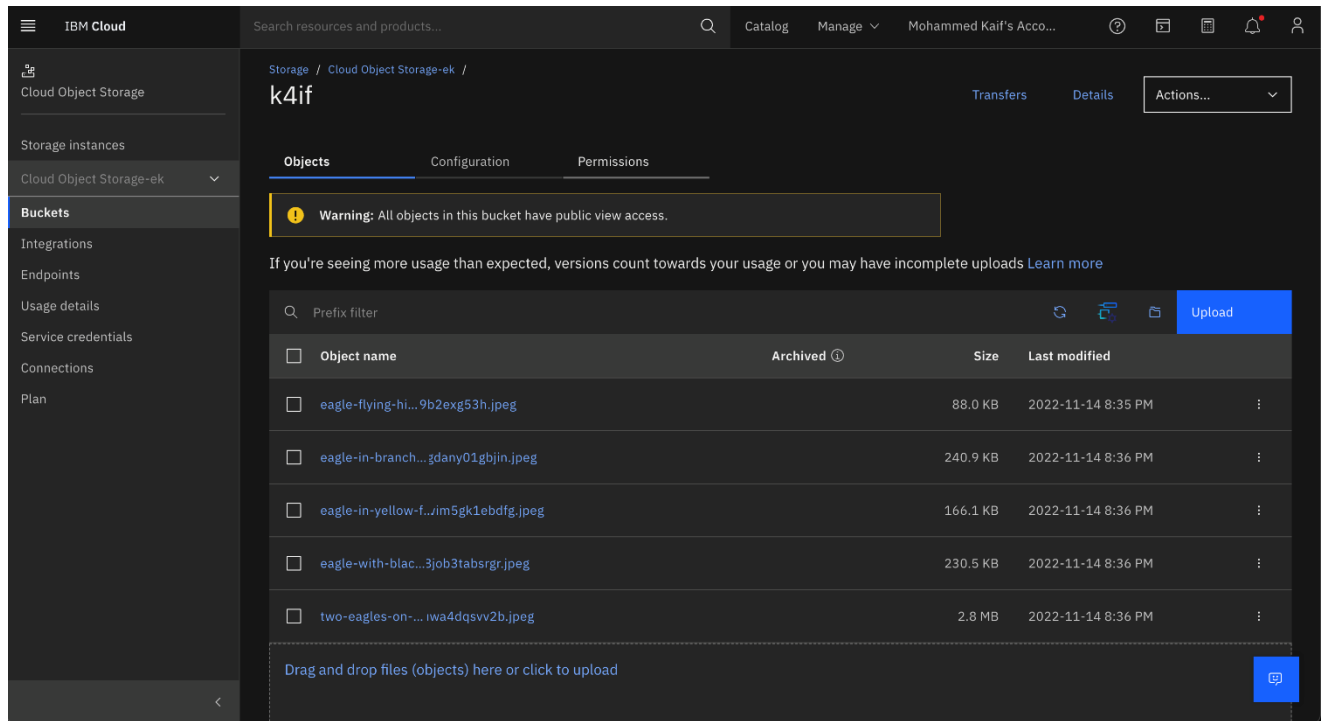 IBM Cloud
Search resources and products...
Catalog
Manage
Mohammed Kaif's Acco...
Cloud Object Storage
Storage instances
Cloud Object Storage-ek
Buckets
Integrations
Endpoints
Usage details
Service credentials
Connections
Plan
Storage / Cloud Object Storage-ek /
k4if
Transfers
Details
Actions...
Objects
Configuration
Permissions
Warning: All objects in this bucket have public view access.
If you're seeing more usage than expected, versions count towards your usage or you may have incomplete uploads Learn more
Prefix filter
Upload
Object name Archived Size Last modified
eagle-flying-hi...9b2exg53h.jpeg 88.0 KB 2022-11-14 8:35 PM
eagle-in-branch...gdany01gbjin.jpeg 240.9 KB 2022-11-14 8:36 PM
eagle-in-yellow-f...vim5gk1ebdfg.jpeg 166.1 KB 2022-11-14 8:36 PM
eagle-with-blac...3job3tabsrgr.jpeg 230.5 KB 2022-11-14 8:36 PM
two-eagles-on-...wa4dqsvv2b.jpeg 2.8 MB 2022-11-14 8:36 PM
Drag and drop files (objects) here or click to upload